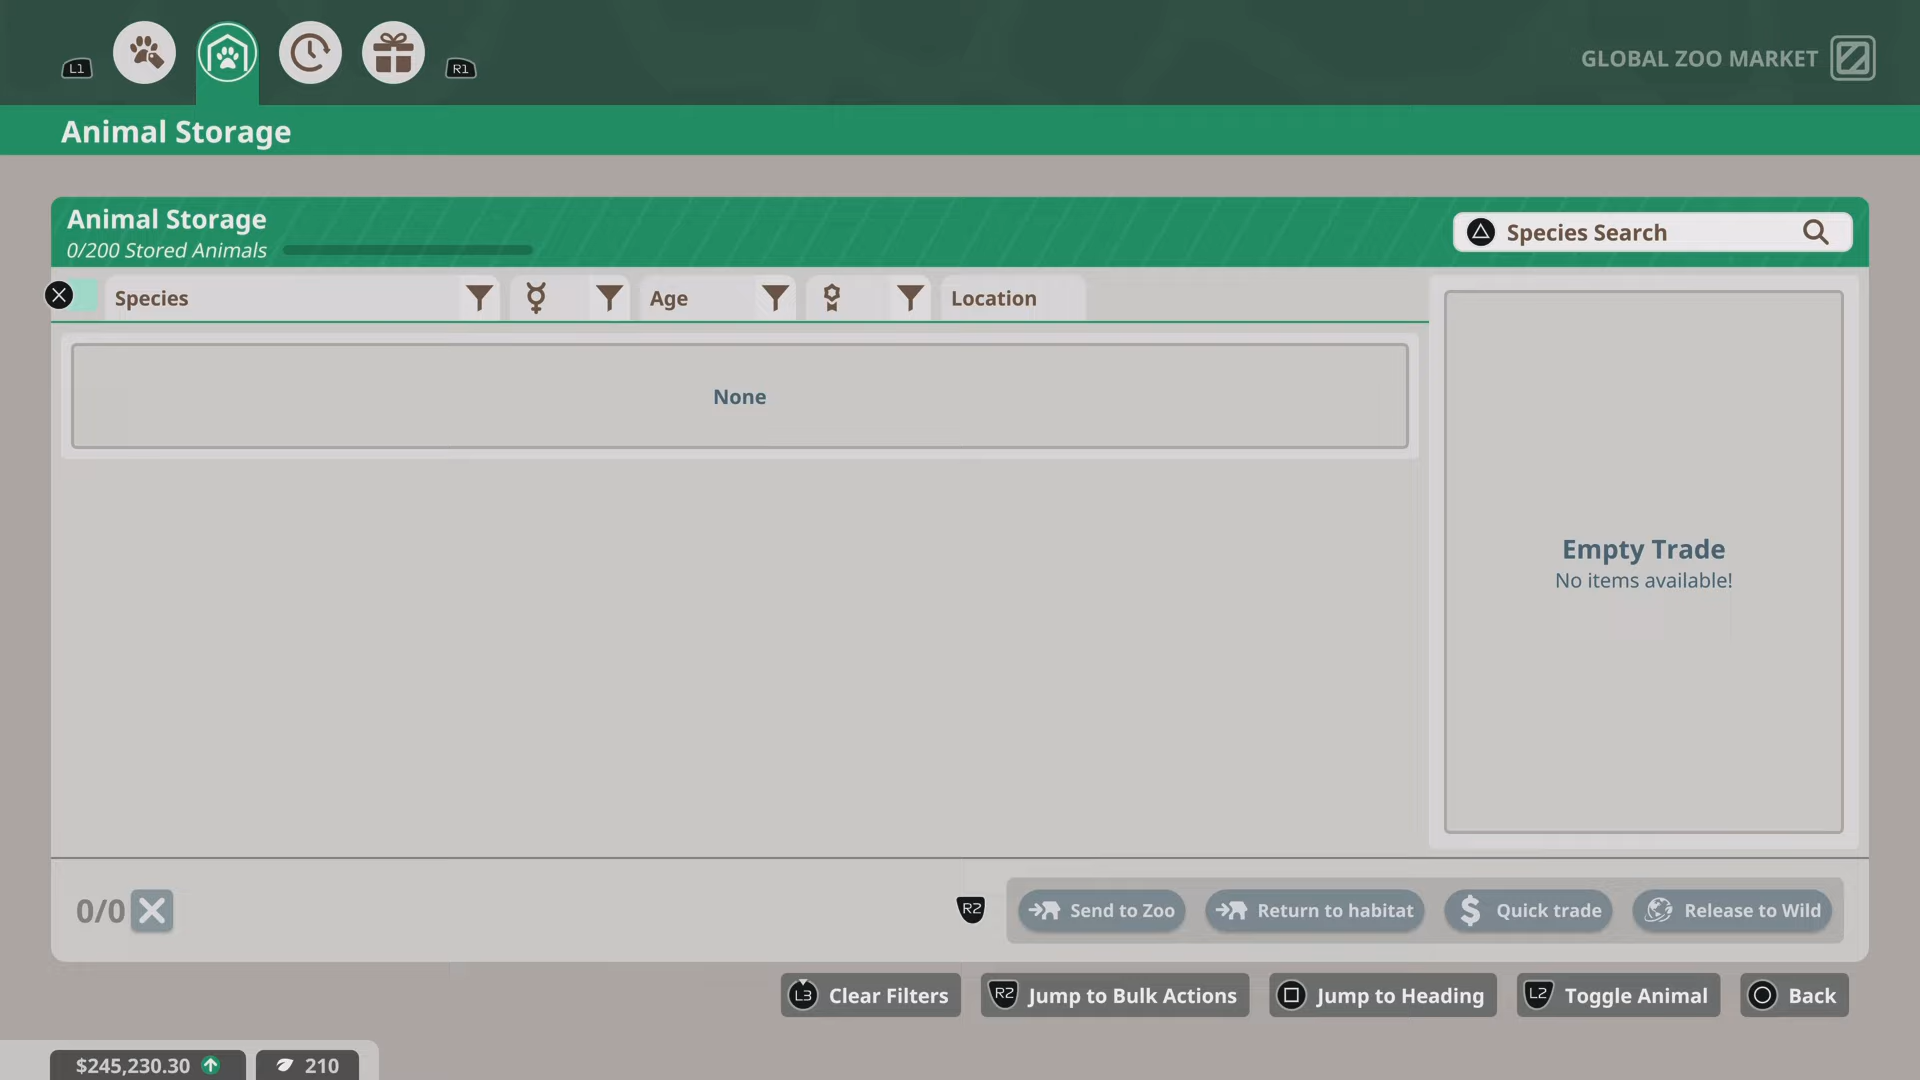 L1
R1
GLOBAL ZOO MARKET
Animal Storage
Animal Storage
0/200 Stored Animals
Species Search
Species
Age
Location
None
Empty Trade
No items available!
0/0
R2
Send to Zoo
Return to habitat
Quick trade
Release to Wild
L3 Clear Filters
R2 Jump to Bulk Actions
Jump to Heading
L2 Toggle Animal
Back
$245,230.30
210